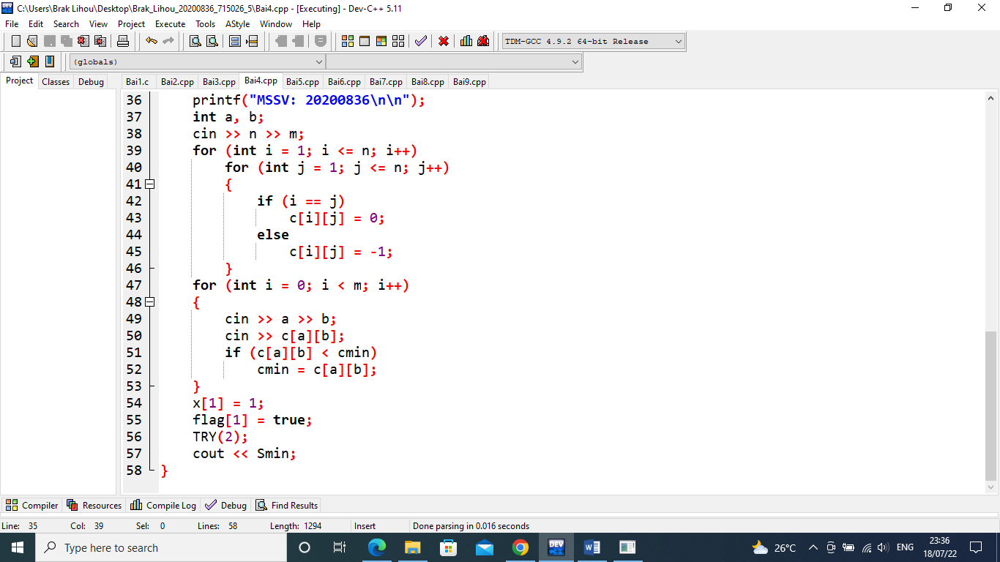 C:\Users\Brak Lihou\Desktop\Brak_Lihou_20200836_715026_5\Bai4.cpp - [Executing] - Dev-C++ 5.11
File Edit Search View Project Execute Tools AStyle Window Help
TDM-GCC 4.9.2 64-bit Release
(globals)
Project Classes Debug Bai1.c Bai2.cpp Bai3.cpp Bai4.cpp Bai5.cpp Bai6.cpp Bai7.cpp Bai8.cpp Bai9.cpp
36 printf("MSSV: 20200836\n\n");
37 int a, b;
38 cin >> n >> m;
39 for (int i = 1; i <= n; i++)
40 for (int j = 1; j <= n; j++)
41 {
42 if (i == j)
43 c[i][j] = 0;
44 else
45 c[i][j] = -1;
46 }
47 for (int i = 0; i < m; i++)
48 {
49 cin >> a >> b;
50 cin >> c[a][b];
51 if (c[a][b] < cmin)
52 cmin = c[a][b];
53 }
54 x[1] = 1;
55 flag[1] = true;
56 TRY(2);
57 cout << Smin;
58 }
Compiler Resources Compile Log Debug Find Results
Line: 35 Col: 39 Sel: 0 Lines: 58 Length: 1294 Insert Done parsing in 0.016 seconds
Type here to search DEV W 26°C ENG 23:36
18/07/22